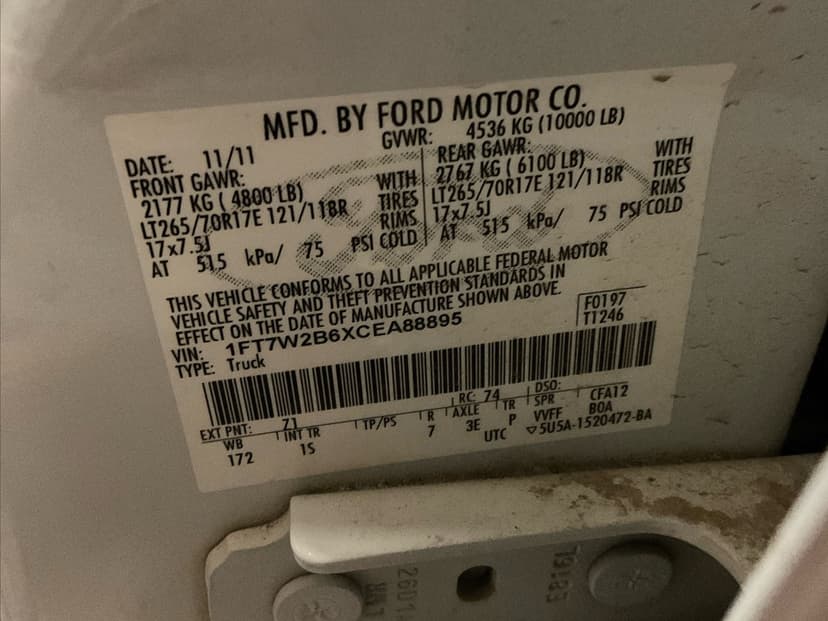 MFD. BY FORD MOTOR CO.
DATE: 11/11 GVWR: 4536 KG (10000 LB)
FRONT GAWR: REAR GAWR:
2177 KG ( 4800 LB) WITH 2767 KG ( 6100 LB) WITH
LT265/70R17E 121/118R TIRES LT265/70R17E 121/118R TIRES
17x7.5J RIMS 17x7.5J RIMS
AT 515 kPa/ 75 PSI COLD AT 515 kPa/ 75 PSI COLD
THIS VEHICLE CONFORMS TO ALL APPLICABLE FEDERAL MOTOR
VEHICLE SAFETY AND THEFT PREVENTION STANDARDS IN
EFFECT ON THE DATE OF MANUFACTURE SHOWN ABOVE.
VIN: 1FT7W2B6XCEA88895 F0197
TYPE: Truck TT246
EXT PNT: Z1 RC: 74 DSO:
WB INT TR TP/PS R AXLE TR SPR CFA12
172 1S 7 3E P VVFF BOA
UTC ▽5U5A-1520472-BA